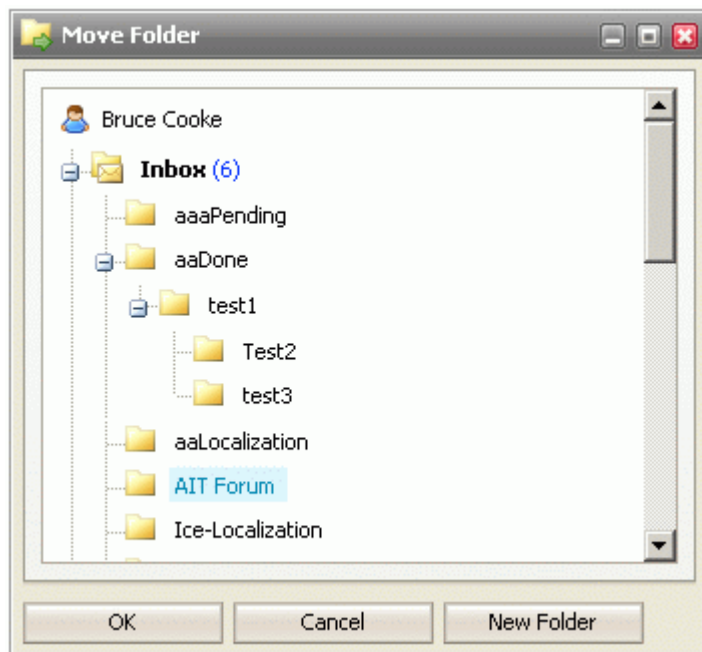 Move Folder
Bruce Cooke
Inbox (6)
aaaPending
aaDone
test1
Test2
test3
aaLocalization
AIT Forum
Ice-Localization
OK
Cancel
New Folder